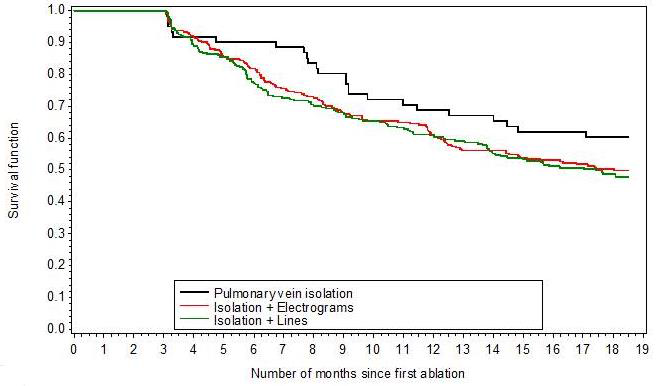 1.0
0.9
0.8
0.7
0.6
0.5
0.4
0.3
0.2
0.1
0.0
Survival function
Pulmonary vein isolation
Isolation + Electrograms
Isolation + Lines
0 1 2 3 4 5 6 7 8 9 10 11 12 13 14 15 16 17 18 19
Number of months since first ablation